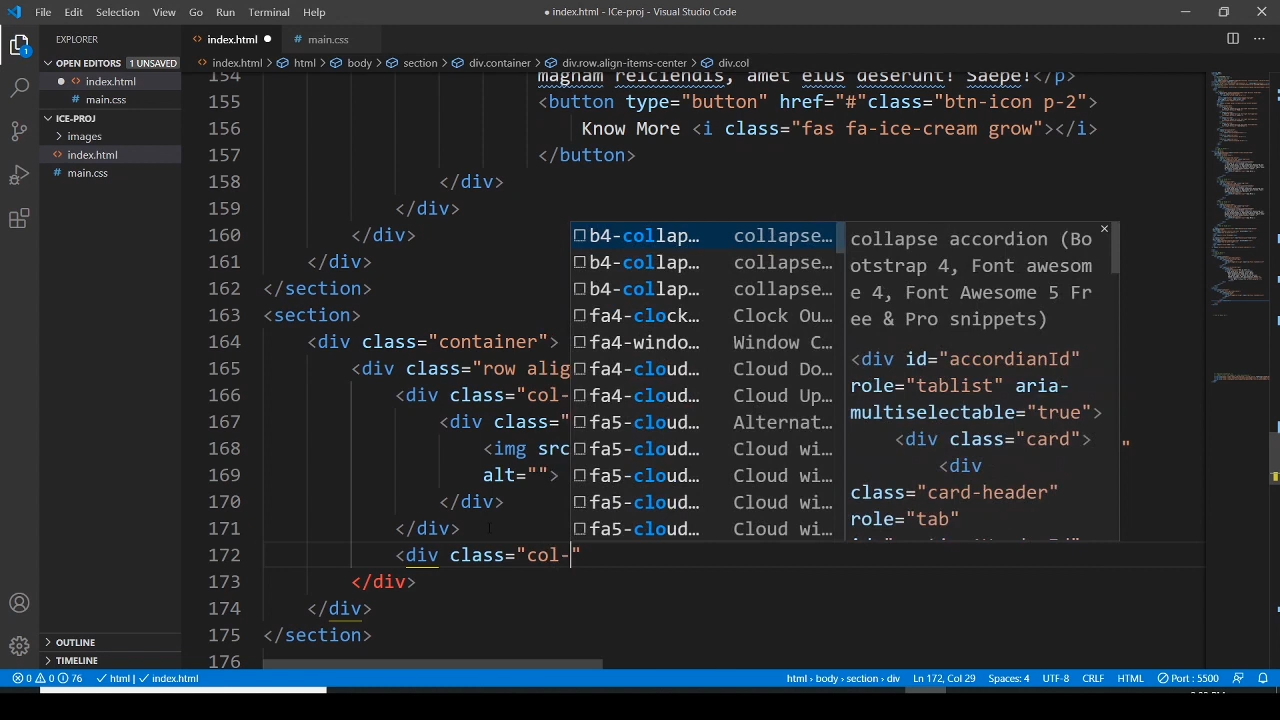 File Edit Selection View Go Run Terminal Help
● index.html - ICe-proj - Visual Studio Code
EXPLORER
OPEN EDITORS 1 UNSAVED
index.html
main.css
ICE-PROJ
images
index.html
main.css
OUTLINE
TIMELINE
index.html
main.css
index.html > html > body > section > div.container > div.row.align-items-center > div.col
154 magnam reiciendis, amet eius deserunt! Saepe!</p>
155 <button type="button" href="#"class="btn-icon p-2">
156 Know More <i class="fas fa-ice-cream grow"></i>
157 </button>
158 </div>
159 </div>
160 </div>
161 </div>
162 </section>
163 <section>
164 <div class="container">
165 <div class="row alig
166 <div class="col-
167 <div class="
168 <img src "
169 alt="">
170 </div>
171 </div>
172 <div class="col-"
173 </div>
174 </div>
175 </section>
176
b4-collap… collapse…
b4-collap… collapse…
b4-collap… collapse…
fa4-clock… Clock Ou…
fa4-windo… Window C…
fa4-cloud… Cloud Do…
fa4-cloud… Cloud Up…
fa5-cloud… Alternat…
fa5-cloud… Cloud wi…
fa5-cloud… Cloud wi…
fa5-cloud… Cloud wi…
fa5-cloud… Cloud wi…
collapse accordion (Bo
otstrap 4, Font awesom
e 4, Font Awesome 5 Fr
ee & Pro snippets)
<div id="accordianId"
role="tablist" aria-
multiselectable="true">
<div class="card">
<div
class="card-header"
role="tab"
1
0 0 76 html | index.html
html › body › section › div Ln 172, Col 29 Spaces: 4 UTF-8 CRLF HTML Port : 5500